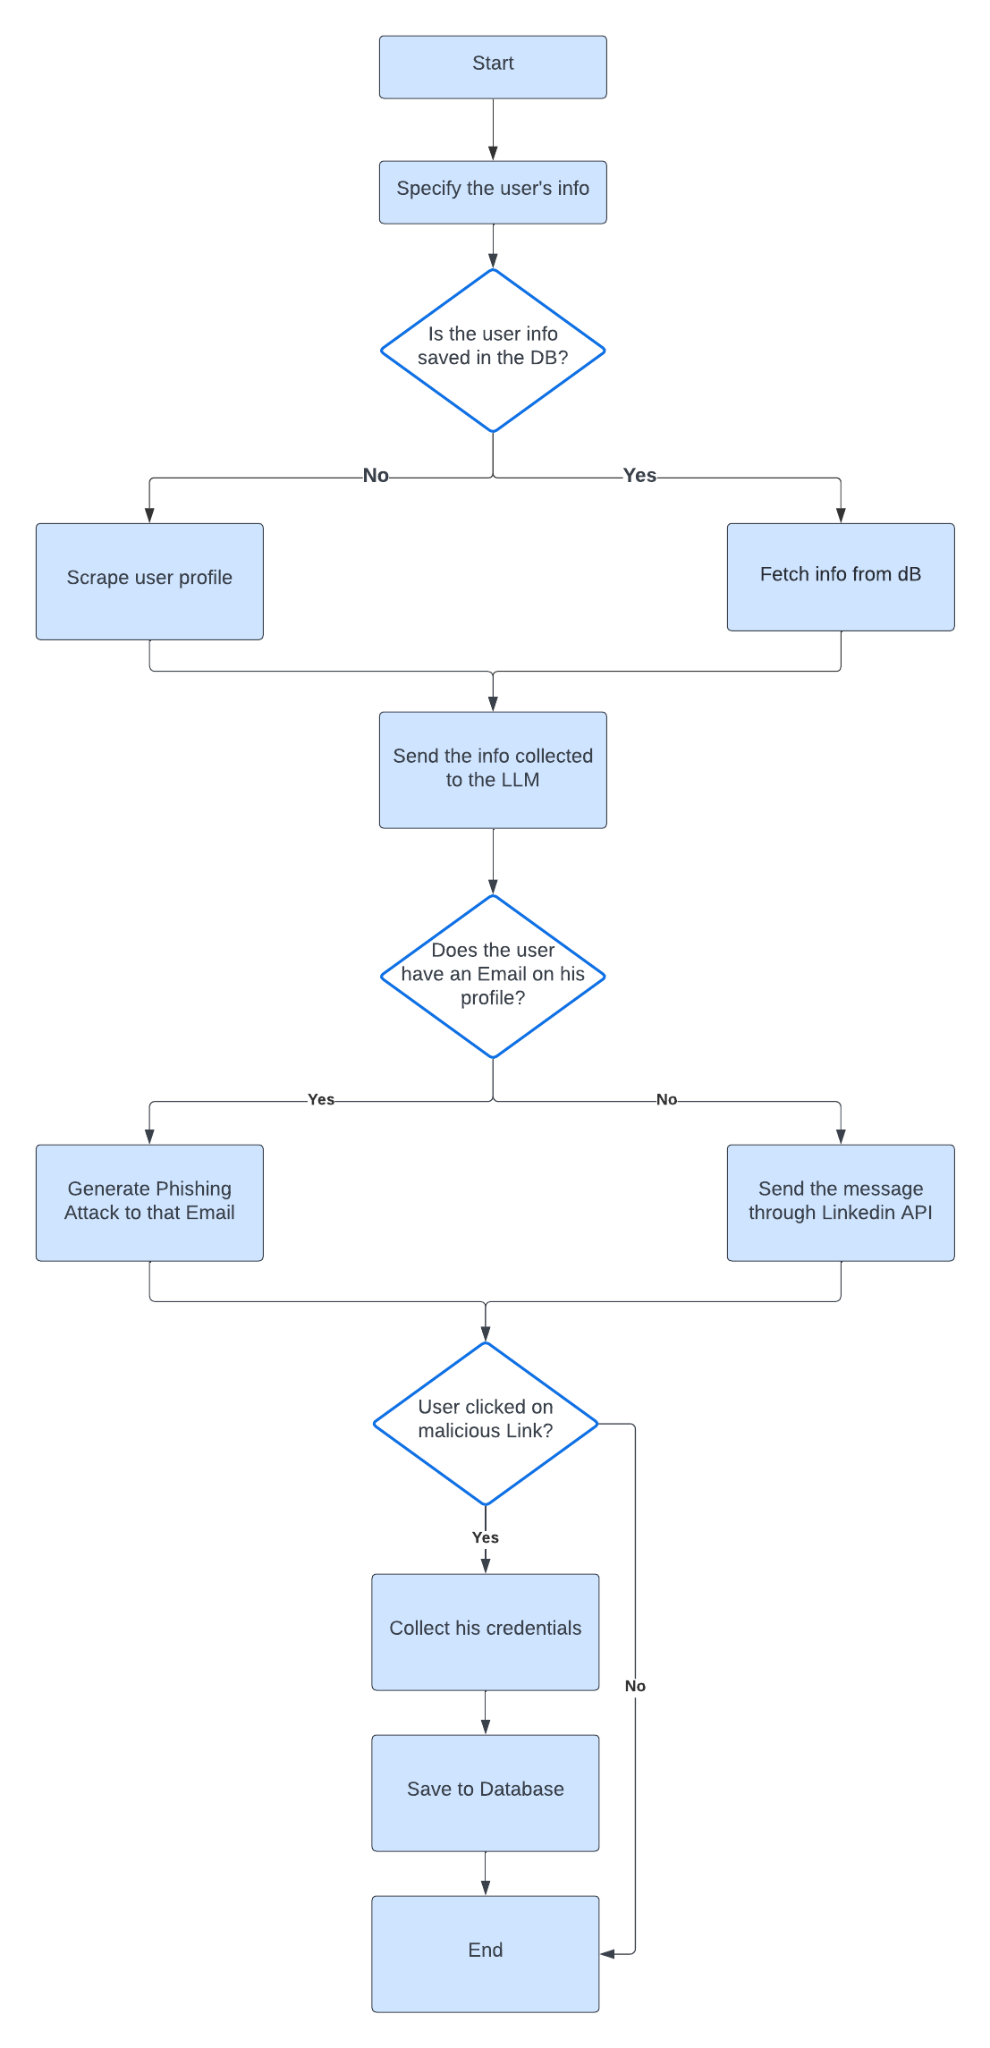 Start
Specify the user's info
Is the user info
saved in the DB?
No
Yes
Scrape user profile
Fetch info from dB
Send the info collected
to the LLM
Does the user
have an Email on his
profile?
Yes
No
Generate Phishing
Attack to that Email
Send the message
through Linkedin API
User clicked on
malicious Link?
Yes
Collect his credentials
No
Save to Database
End